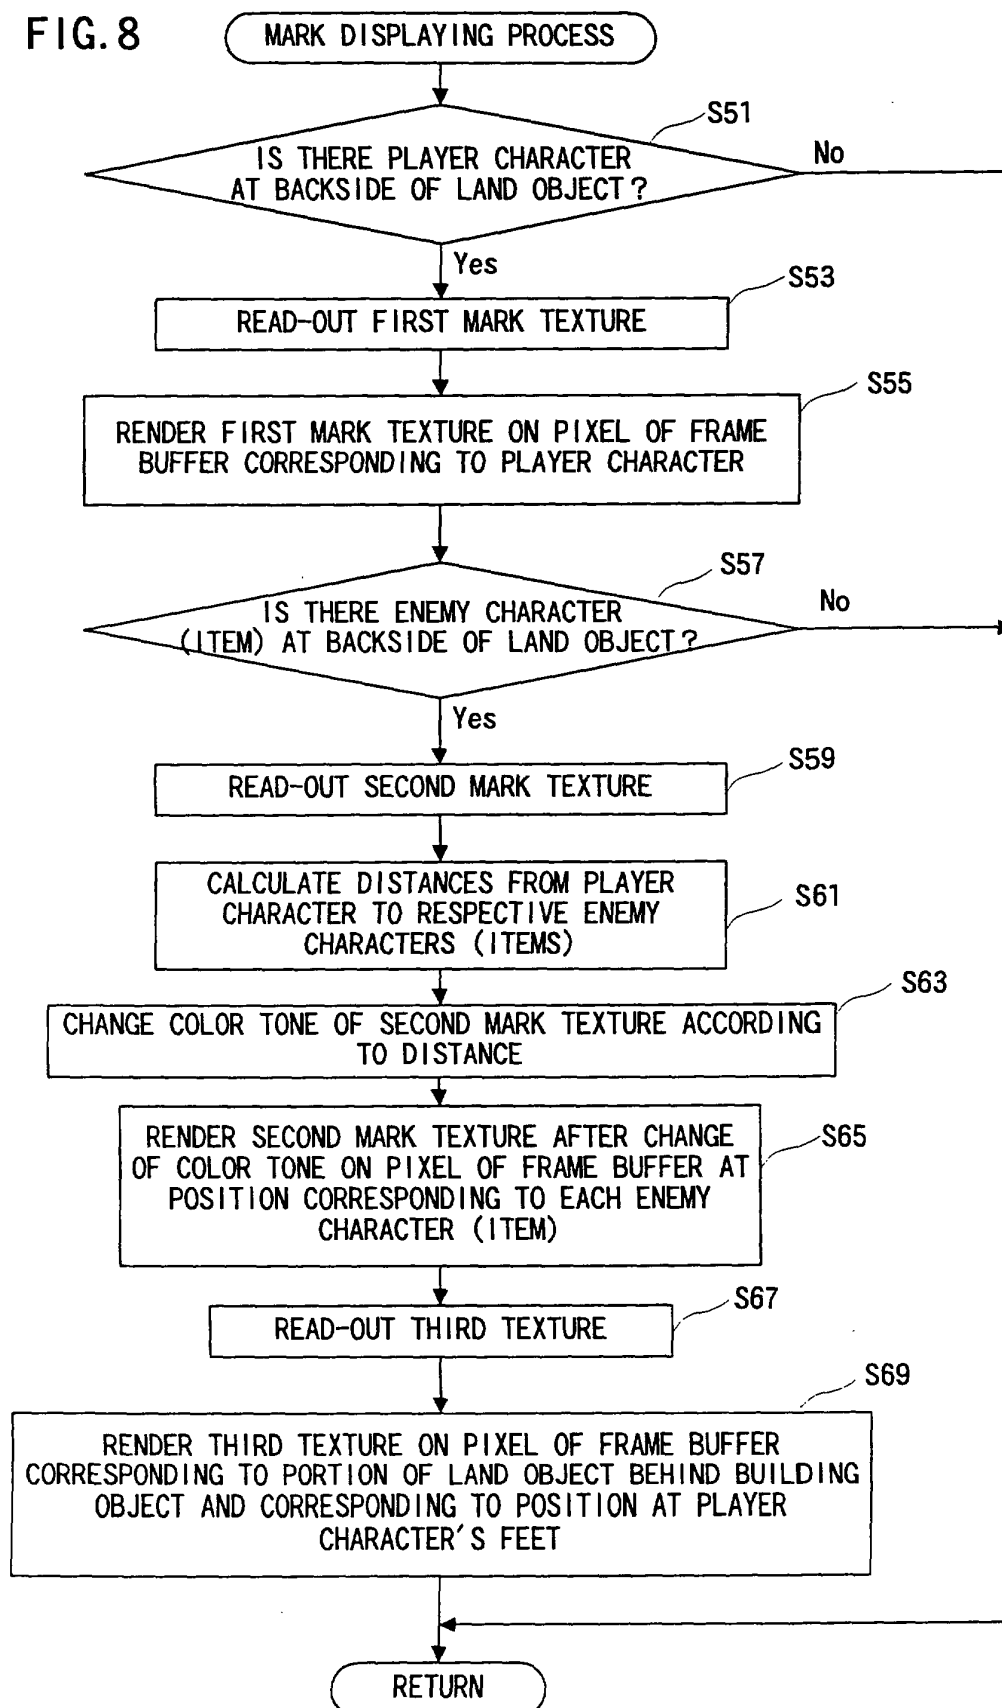 FIG. 8
MARK DISPLAYING PROCESS
S51
IS THERE PLAYER CHARACTER
AT BACKSIDE OF LAND OBJECT?
No
Yes
S53
READ-OUT FIRST MARK TEXTURE
S55
RENDER FIRST MARK TEXTURE ON PIXEL OF FRAME
BUFFER CORRESPONDING TO PLAYER CHARACTER
S57
IS THERE ENEMY CHARACTER
(ITEM) AT BACKSIDE OF LAND OBJECT?
No
Yes
S59
READ-OUT SECOND MARK TEXTURE
CALCULATE DISTANCES FROM PLAYER
CHARACTER TO RESPECTIVE ENEMY
CHARACTERS (ITEMS)
S61
S63
CHANGE COLOR TONE OF SECOND MARK TEXTURE ACCORDING
TO DISTANCE
RENDER SECOND MARK TEXTURE AFTER CHANGE
OF COLOR TONE ON PIXEL OF FRAME BUFFER AT
POSITION CORRESPONDING TO EACH ENEMY
CHARACTER (ITEM)
S65
S67
READ-OUT THIRD TEXTURE
S69
RENDER THIRD TEXTURE ON PIXEL OF FRAME BUFFER
CORRESPONDING TO PORTION OF LAND OBJECT BEHIND BUILDING
OBJECT AND CORRESPONDING TO POSITION AT PLAYER
CHARACTER'S FEET
RETURN